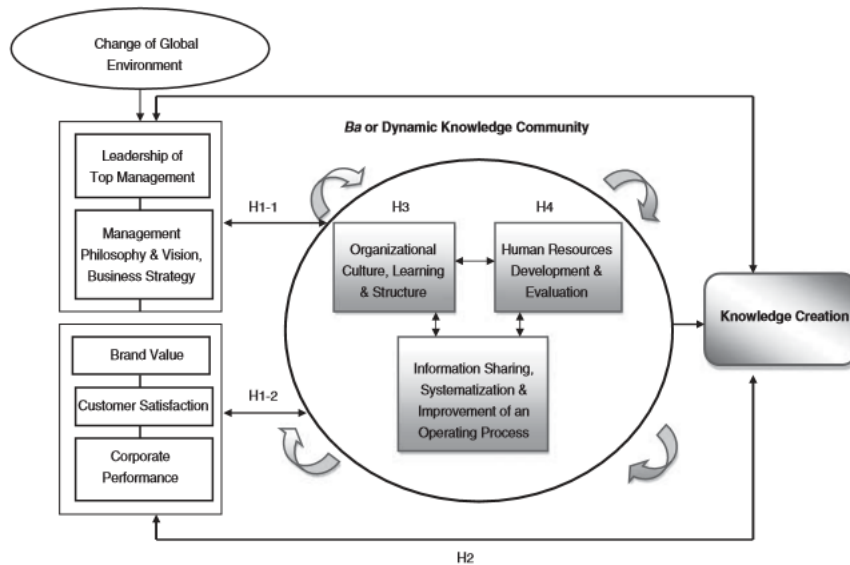 Change of Global
Environment
Ba or Dynamic Knowledge Community
Leadership of
Top Management
H1-1
H3
H4
Management
Philosophy & Vision,
Business Strategy
Organizational
Culture, Learning
& Structure
Human Resources
Development &
Evaluation
Knowledge Creation
Brand Value
Customer Satisfaction
H1-2
Corporate
Performance
Information Sharing,
Systematization &
Improvement of an
Operating Process
H2